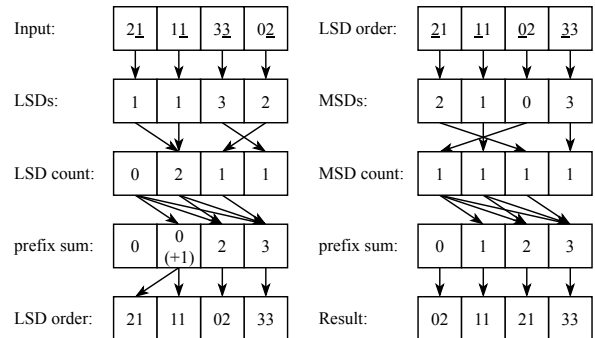 Input: 21 11 33 02
LSDs: 1 1 3 2
LSD count: 0 2 1 1
prefix sum: 0 0 (+1) 2 3
LSD order: 21 11 02 33
LSD order: 21 11 02 33
MSDs: 2 1 0 3
MSD count: 1 1 1 1
prefix sum: 0 1 2 3
Result: 02 11 21 33